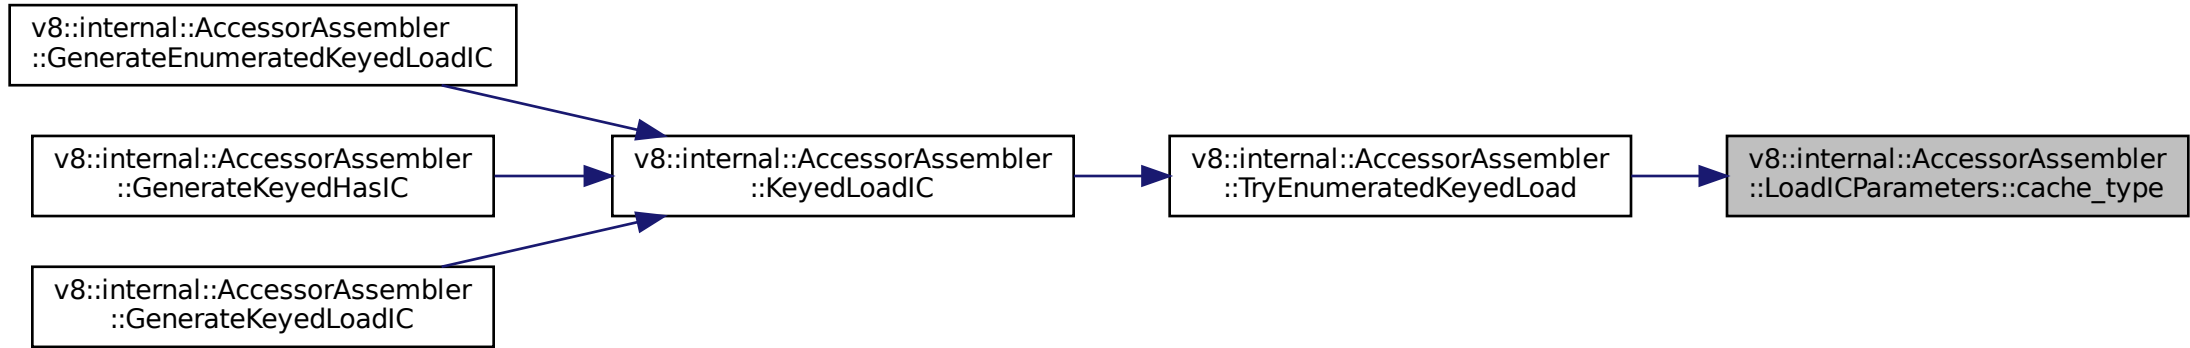 v8::internal::AccessorAssembler
::GenerateEnumeratedKeyedLoadIC
v8::internal::AccessorAssembler
::GenerateKeyedHasIC
v8::internal::AccessorAssembler
::GenerateKeyedLoadIC
v8::internal::AccessorAssembler
::KeyedLoadIC
v8::internal::AccessorAssembler
::TryEnumeratedKeyedLoad
v8::internal::AccessorAssembler
::LoadICParameters::cache_type